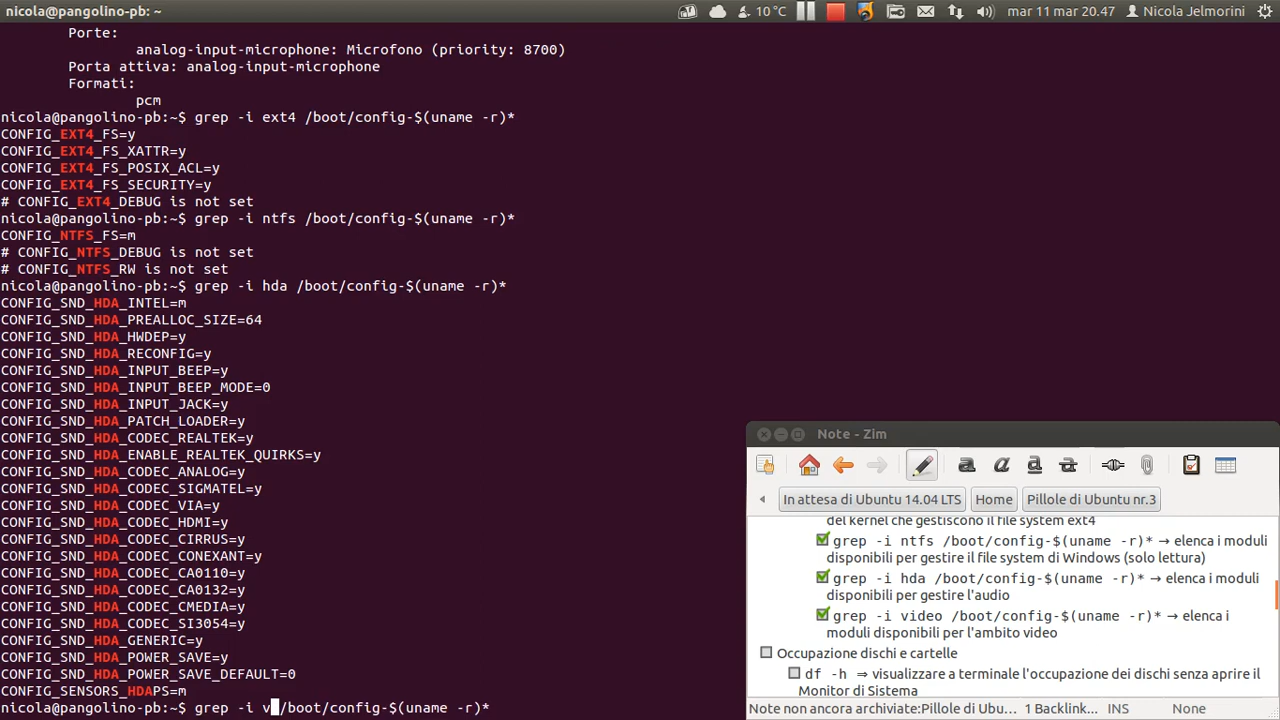 nicola@pangolino-pb: ~
10 °C
mar 11 mar 20.47
Nicola Jelmorini
Porte:
analog-input-microphone: Microfono (priority: 8700)
Porta attiva: analog-input-microphone
Formati:
pcm
nicola@pangolino-pb:~$ grep -i ext4 /boot/config-$(uname -r)*
CONFIG_EXT4_FS=y
CONFIG_EXT4_FS_XATTR=y
CONFIG_EXT4_FS_POSIX_ACL=y
CONFIG_EXT4_FS_SECURITY=y
# CONFIG_EXT4_DEBUG is not set
nicola@pangolino-pb:~$ grep -i ntfs /boot/config-$(uname -r)*
CONFIG_NTFS_FS=m
# CONFIG_NTFS_DEBUG is not set
# CONFIG_NTFS_RW is not set
nicola@pangolino-pb:~$ grep -i hda /boot/config-$(uname -r)*
CONFIG_SND_HDA_INTEL=m
CONFIG_SND_HDA_PREALLOC_SIZE=64
CONFIG_SND_HDA_HWDEP=y
CONFIG_SND_HDA_RECONFIG=y
CONFIG_SND_HDA_INPUT_BEEP=y
CONFIG_SND_HDA_INPUT_BEEP_MODE=0
CONFIG_SND_HDA_INPUT_JACK=y
CONFIG_SND_HDA_PATCH_LOADER=y
CONFIG_SND_HDA_CODEC_REALTEK=y
CONFIG_SND_HDA_ENABLE_REALTEK_QUIRKS=y
CONFIG_SND_HDA_CODEC_ANALOG=y
CONFIG_SND_HDA_CODEC_SIGMATEL=y
CONFIG_SND_HDA_CODEC_VIA=y
CONFIG_SND_HDA_CODEC_HDMI=y
CONFIG_SND_HDA_CODEC_CIRRUS=y
CONFIG_SND_HDA_CODEC_CONEXANT=y
CONFIG_SND_HDA_CODEC_CA0110=y
CONFIG_SND_HDA_CODEC_CA0132=y
CONFIG_SND_HDA_CODEC_CMEDIA=y
CONFIG_SND_HDA_CODEC_SI3054=y
CONFIG_SND_HDA_GENERIC=y
CONFIG_SND_HDA_POWER_SAVE=y
CONFIG_SND_HDA_POWER_SAVE_DEFAULT=0
CONFIG_SENSORS_HDAPS=m
nicola@pangolino-pb:~$ grep -i v /boot/config-$(uname -r)*
Note - Zim
In attesa di Ubuntu 14.04 LTS
Home
Pillole di Ubuntu nr.3
del kernel che gestiscono il file system ext4
grep -i ntfs /boot/config-$(uname -r)* → elenca i moduli
disponibili per gestire il file system di Windows (solo lettura)
grep -i hda /boot/config-$(uname -r)* → elenca i moduli
disponibili per gestire l'audio
grep -i video /boot/config-$(uname -r)* → elenca i
moduli disponibili per l'ambito video
Occupazione dischi e cartelle
df -h ⇒ visualizzare a terminale l'occupazione dei dischi senza aprire il
Monitor di Sistema
Note non ancora archiviate:Pillole di Ubu...
1 Backlink...
INS
None